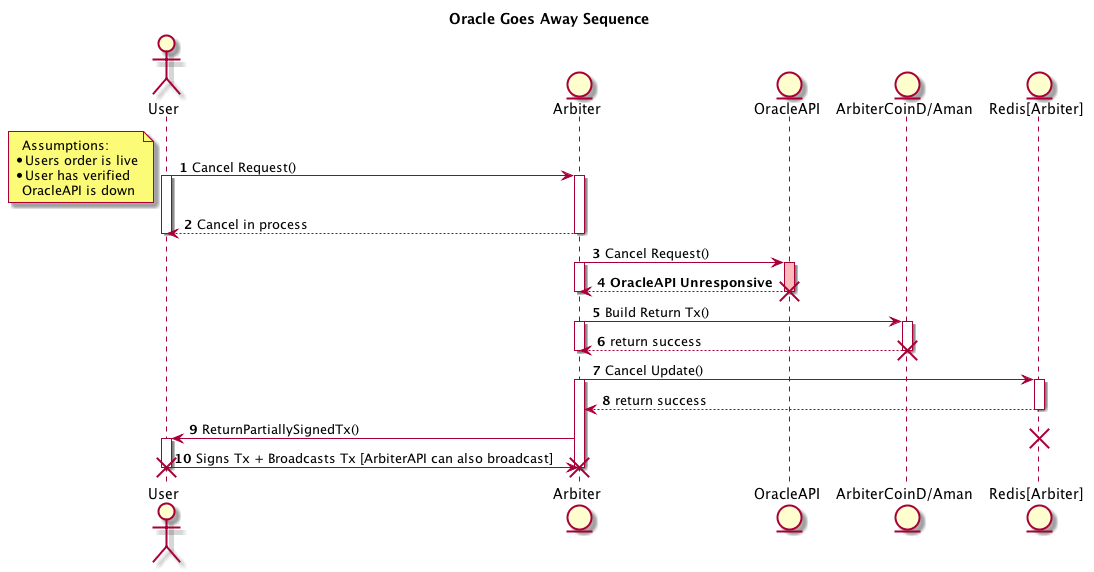 Oracle Goes Away Sequence
User
Arbiter
OracleAPI
ArbiterCoinD/Aman
Redis[Arbiter]
Assumptions:
•Users order is live
•User has verified
OracleAPI is down
1 Cancel Request()
2 Cancel in process
3 Cancel Request()
4 OracleAPI Unresponsive
5 Build Return Tx()
6 return success
7 Cancel Update()
8 return success
9 ReturnPartiallySignedTx()
10 Signs Tx + Broadcasts Tx [ArbiterAPI can also broadcast]
User
Arbiter
OracleAPI
ArbiterCoinD/Aman
Redis[Arbiter]